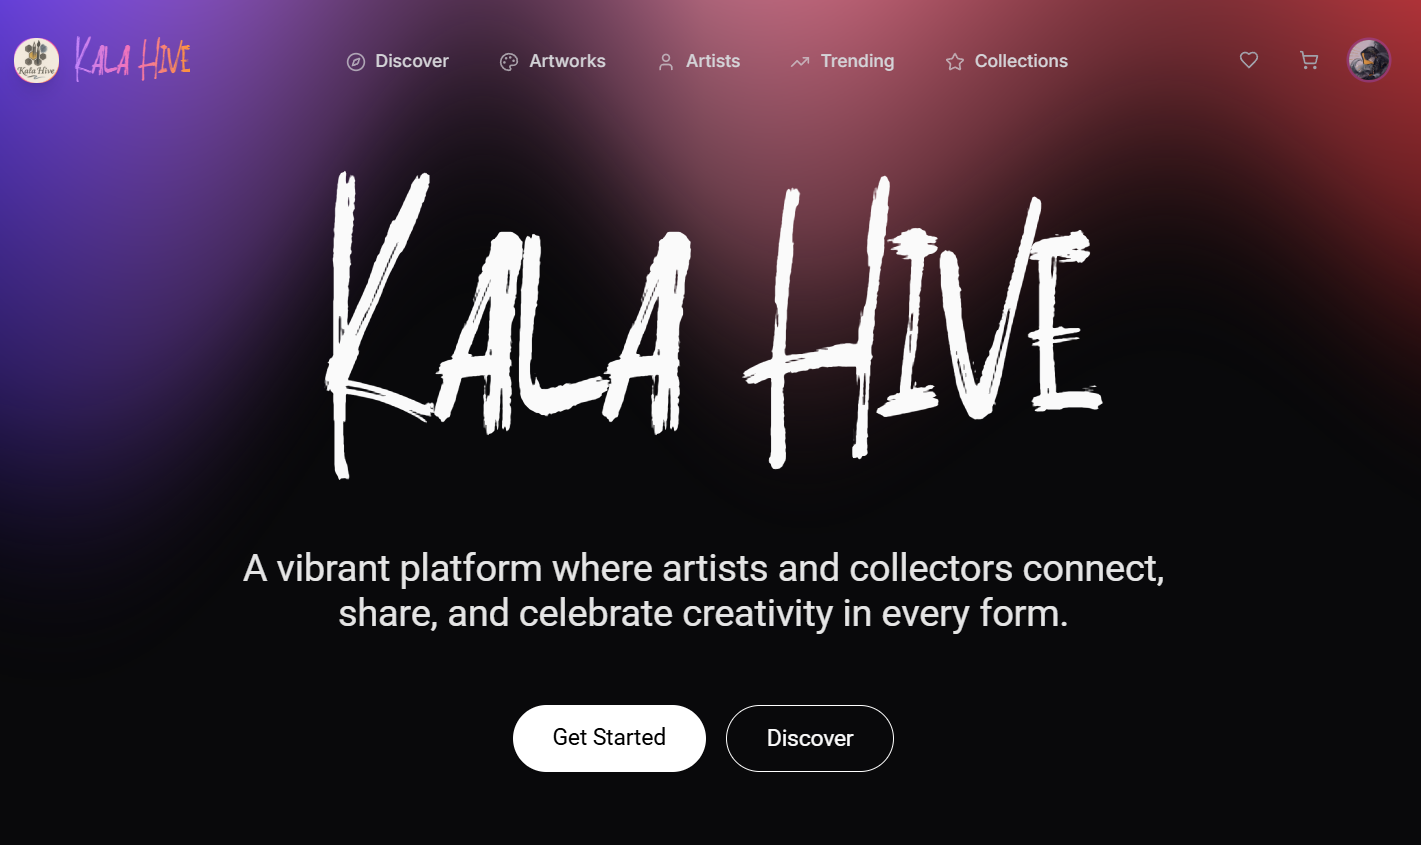 Kala Hive
KALA HIVE
Discover
Artworks
Artists
Trending
Collections
KALA HIVE
A vibrant platform where artists and collectors connect,
share, and celebrate creativity in every form.
Get Started
Discover